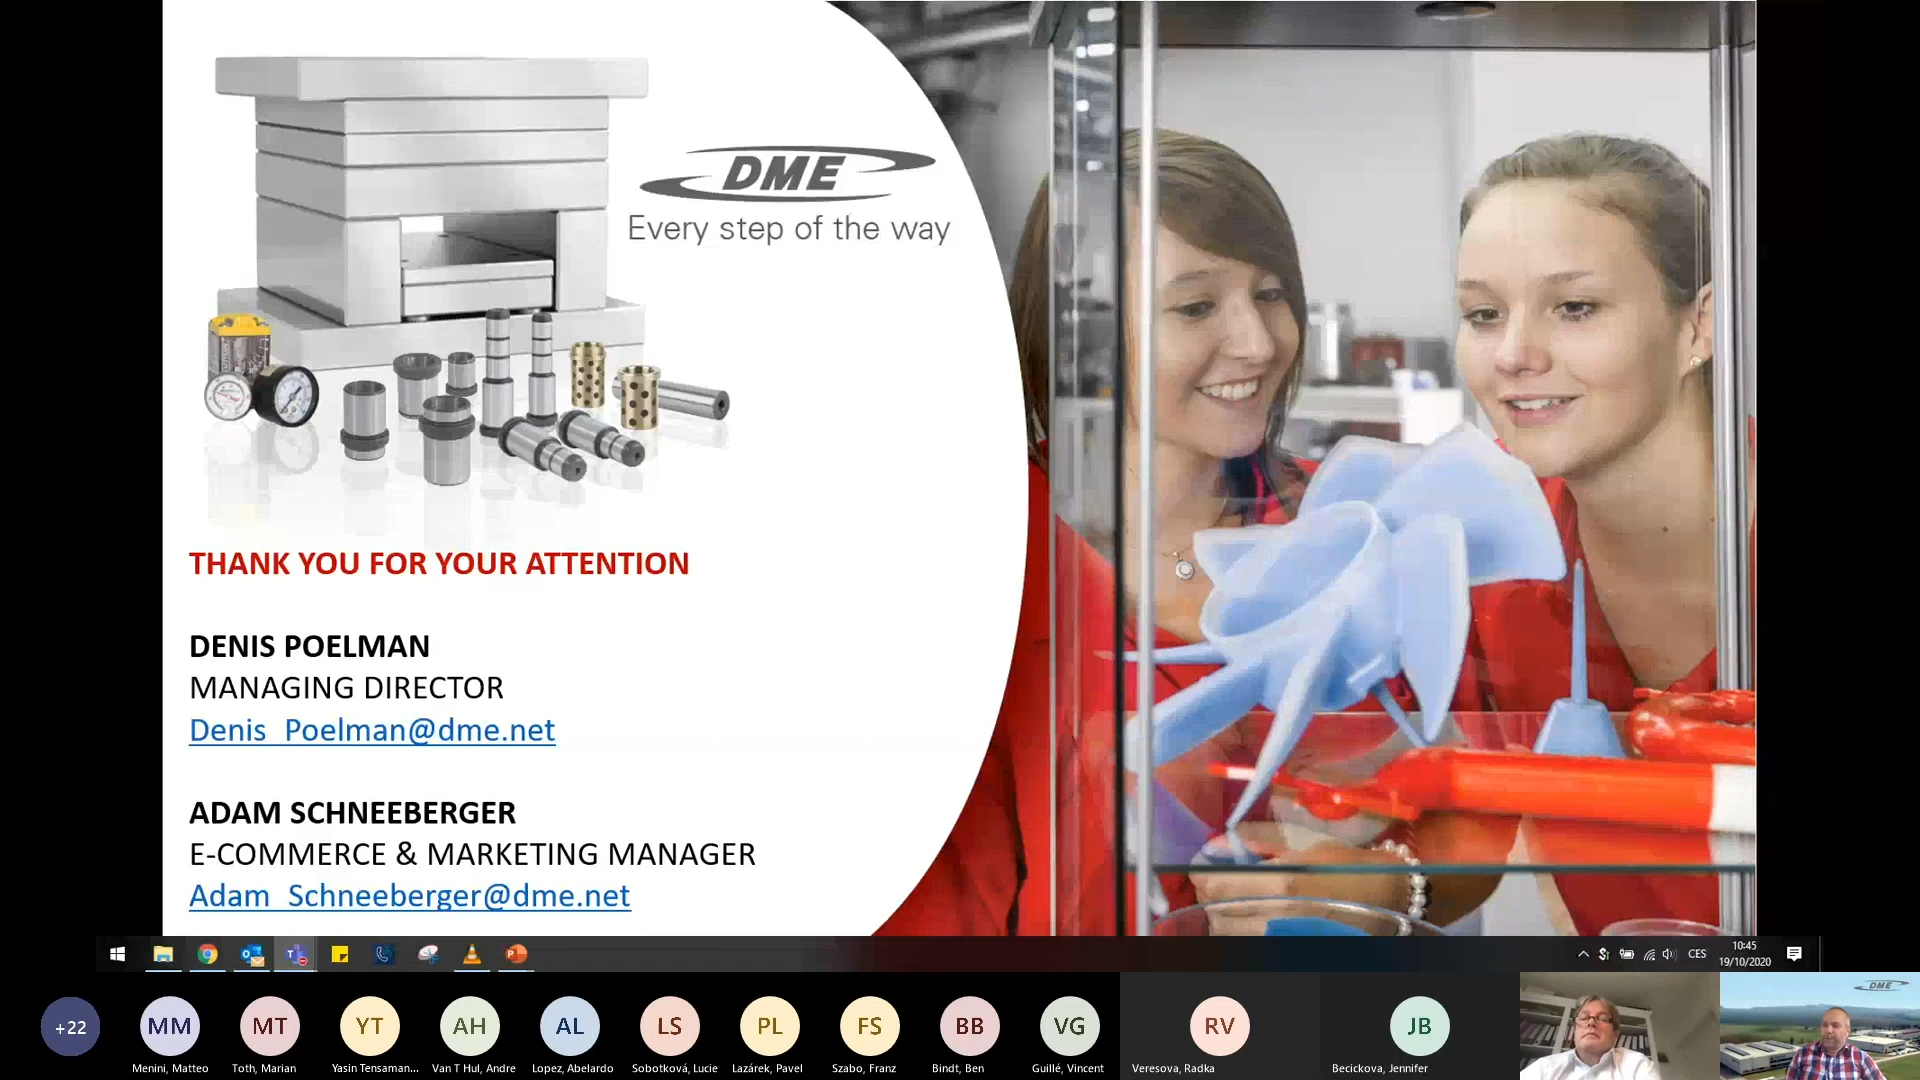 DME
Every step of the way
THANK YOU FOR YOUR ATTENTION
DENIS POELMAN
MANAGING DIRECTOR
Denis_Poelman@dme.net
ADAM SCHNEEBERGER
E-COMMERCE & MARKETING MANAGER
Adam_Schneeberger@dme.net
CES
10:45
19/10/2020
+22
MM
MT
YT
AH
AL
LS
PL
FS
BB
VG
RV
JB
DME
Menini, Matteo
Toth, Marian
Yasin Tensaman...
Van T Hul, Andre
Lopez, Abelardo
Sobotková, Lucie
Lazárek, Pavel
Szabo, Franz
Bindt, Ben
Guillé, Vincent
Veresova, Radka
Becickova, Jennifer